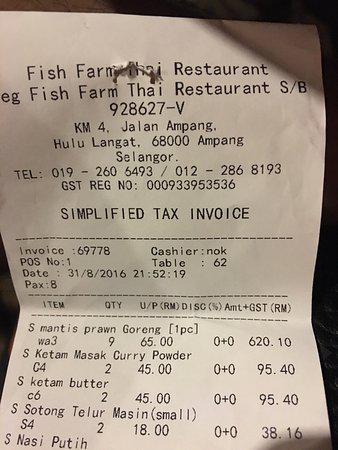 Fish Farm Thai Restaurant
eg Fish Farm Thai Restaurant S/B
928627-V
KM 4, Jalan Ampang,
Hulu Langat, 68000 Ampang
Selangor.
TEL: 019 - 260 6493 / 012 - 286 8193
GST REG NO: 000933953536
SIMPLIFIED TAX INVOICE
Invoice :69778 Cashier:nok
POS No:1 Table : 62
Date : 31/8/2016 21:52:19
Pax:8
ITEM QTY U/P(RM) DISC(%) Amt+GST(RM)
S mantis prawn Goreng [1pc]
wa3 9 65.00 0+0 620.10
S Ketam Masak Curry Powder
C4 2 45.00 0+0 95.40
S ketam butter
c6 2 45.00 0+0 95.40
S Sotong Telur Masin(small)
S4 2 18.00 0+0 38.16
S Nasi Putih